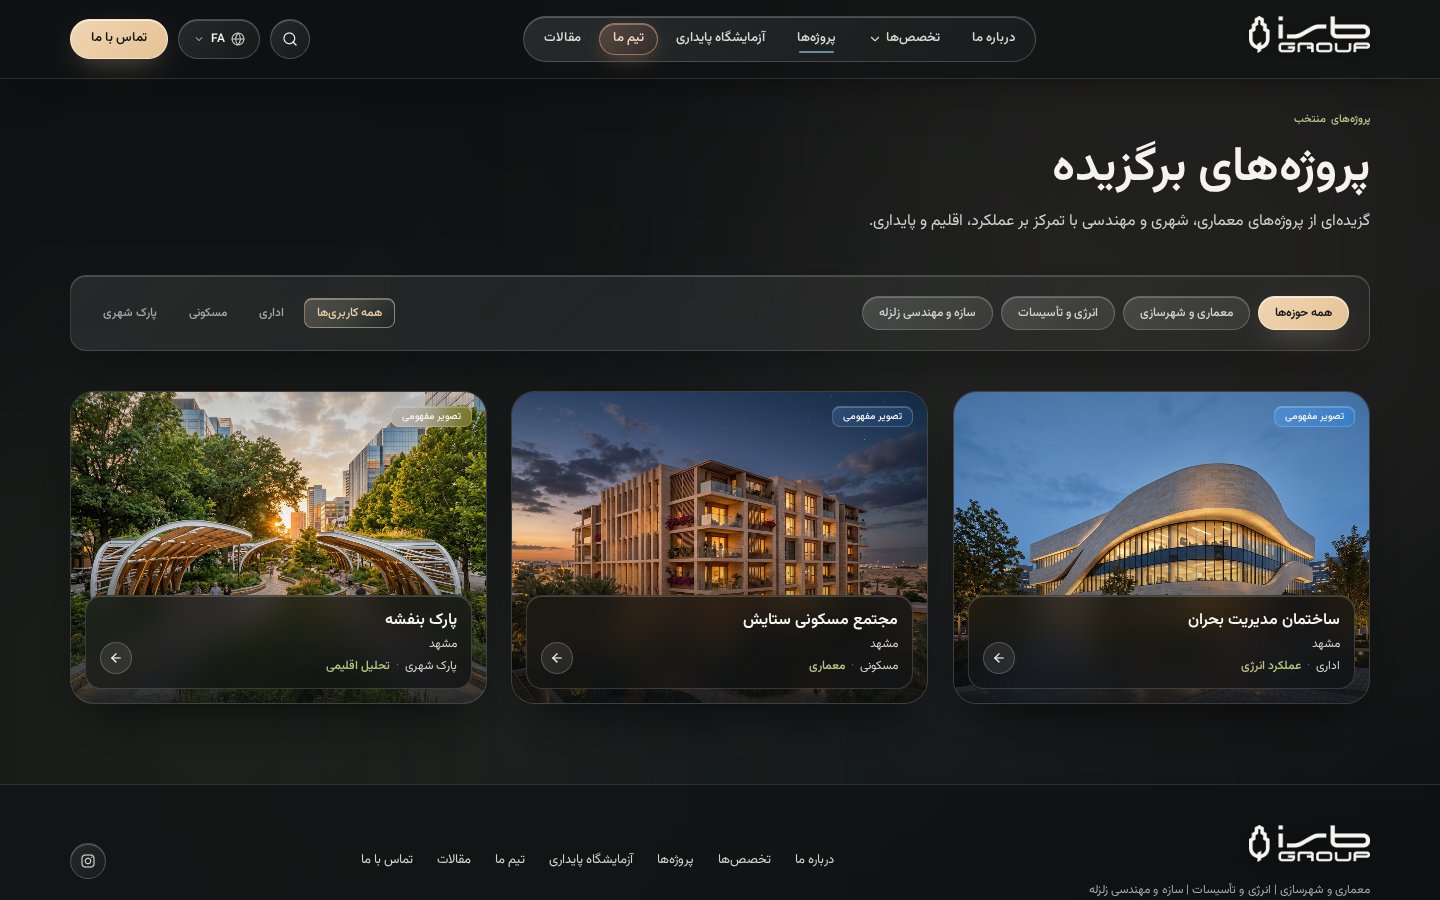 GROUP
درباره ما
تخصص‌ها
پروژه‌ها
آزمایشگاه پایداری
تیم ما
مقالات
FA
تماس با ما
پروژه‌های منتخب
پروژه‌های برگزیده
گزیده‌ای از پروژه‌های معماری، شهری و مهندسی با تمرکز بر عملکرد، اقلیم و پایداری.
همه حوزه‌ها
معماری و شهرسازی
انرژی و تأسیسات
سازه و مهندسی زلزله
همه کاربری‌ها
اداری
مسکونی
پارک شهری
تصویر مفهومی
ساختمان مدیریت بحران
مشهد
اداری · عملکرد انرژی
تصویر مفهومی
مجتمع مسکونی ستایش
مشهد
مسکونی · معماری
تصویر مفهومی
پارک بنفشه
مشهد
پارک شهری · تحلیل اقلیمی
GROUP
معماری و شهرسازی | انرژی و تأسیسات | سازه و مهندسی زلزله
درباره ما
تخصص‌ها
پروژه‌ها
آزمایشگاه پایداری
تیم ما
مقالات
تماس با ما